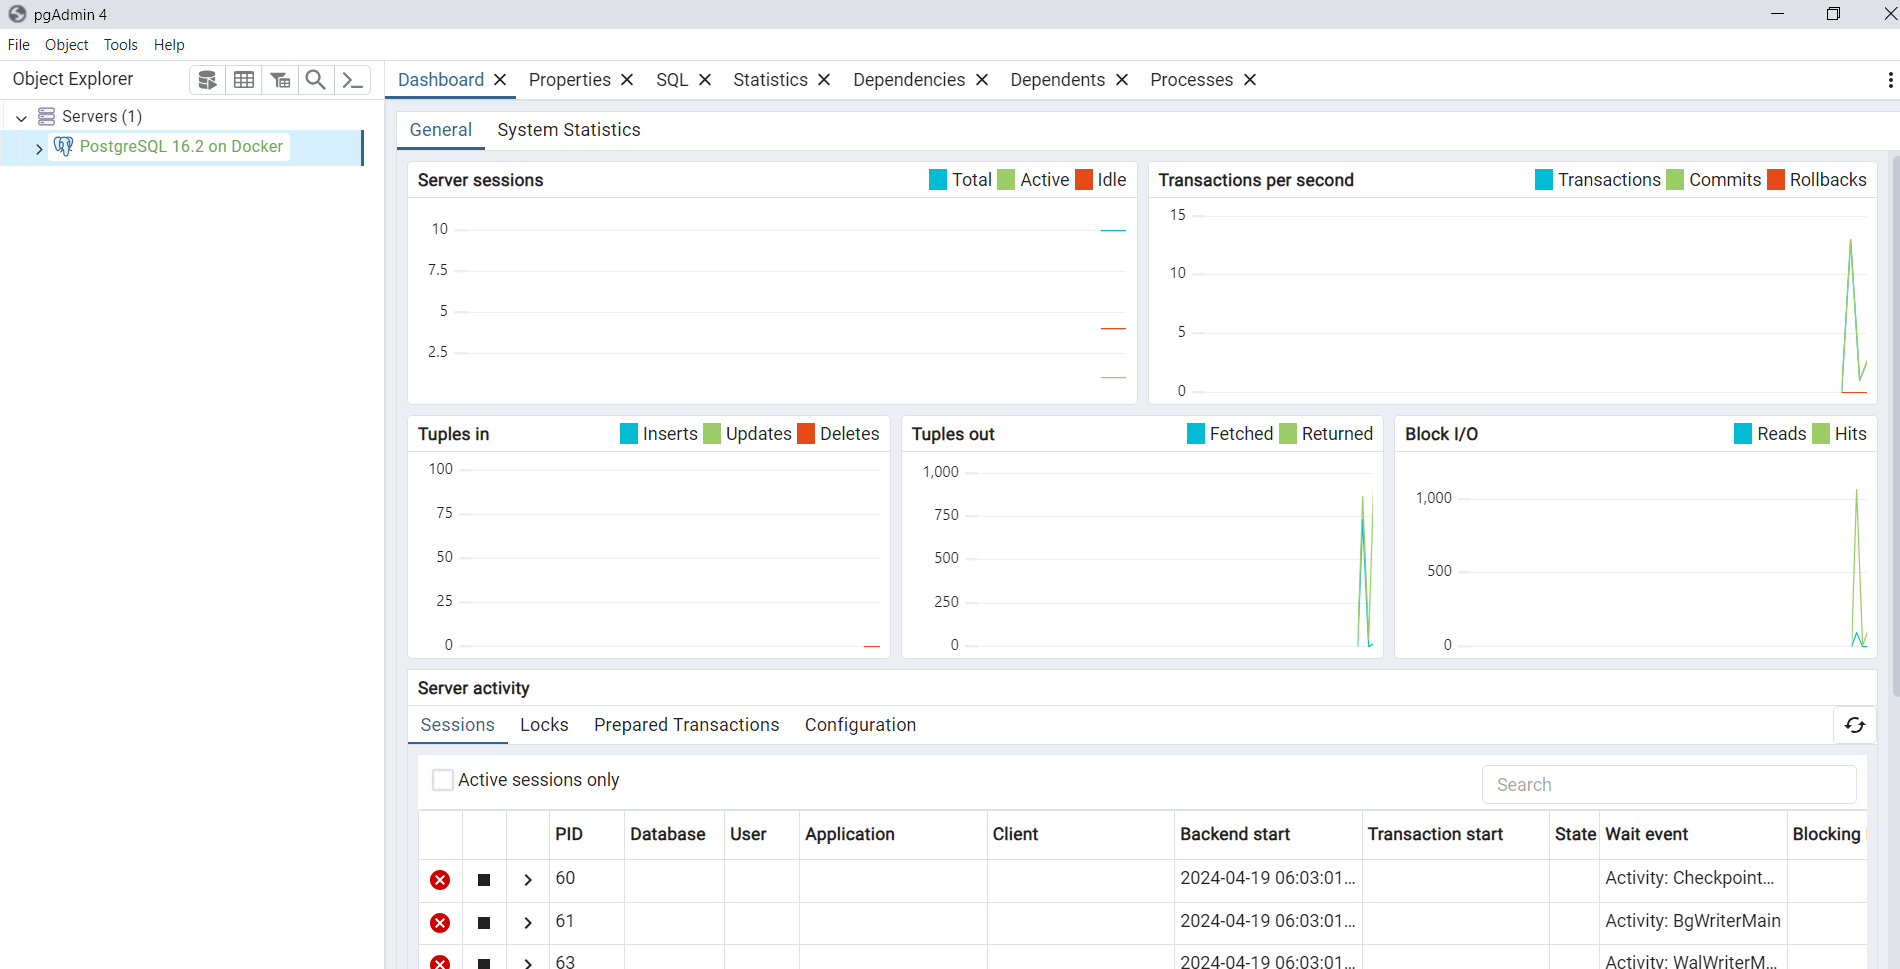 pgAdmin 4
File Object Tools Help
Object Explorer
Servers (1)
PostgreSQL 16.2 on Docker
Dashboard Properties SQL Statistics Dependencies Dependents Processes
General System Statistics
Server sessions Total Active Idle
10
7.5
5
2.5
Transactions per second Transactions Commits Rollbacks
15
10
5
0
Tuples in Inserts Updates Deletes
100
75
50
25
0
Tuples out Fetched Returned
1,000
750
500
250
0
Block I/O Reads Hits
1,000
500
0
Server activity
Sessions Locks Prepared Transactions Configuration
Active sessions only Search
PID Database User Application Client Backend start Transaction start State Wait event Blocking
60 2024-04-19 06:03:01... Activity: Checkpoint...
61 2024-04-19 06:03:01... Activity: BgWriterMain
63 2024-04-19 06:03:01... Activity: WalWriterM...